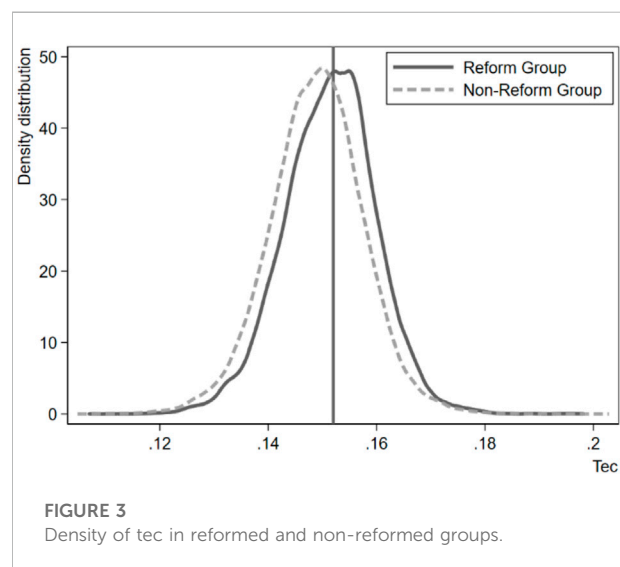 Density distribution
50
40
30
20
10
0
Reform Group
Non-Reform Group
.12 .14 .16 .18 .2
Tec
FIGURE 3
Density of tec in reformed and non-reformed groups.